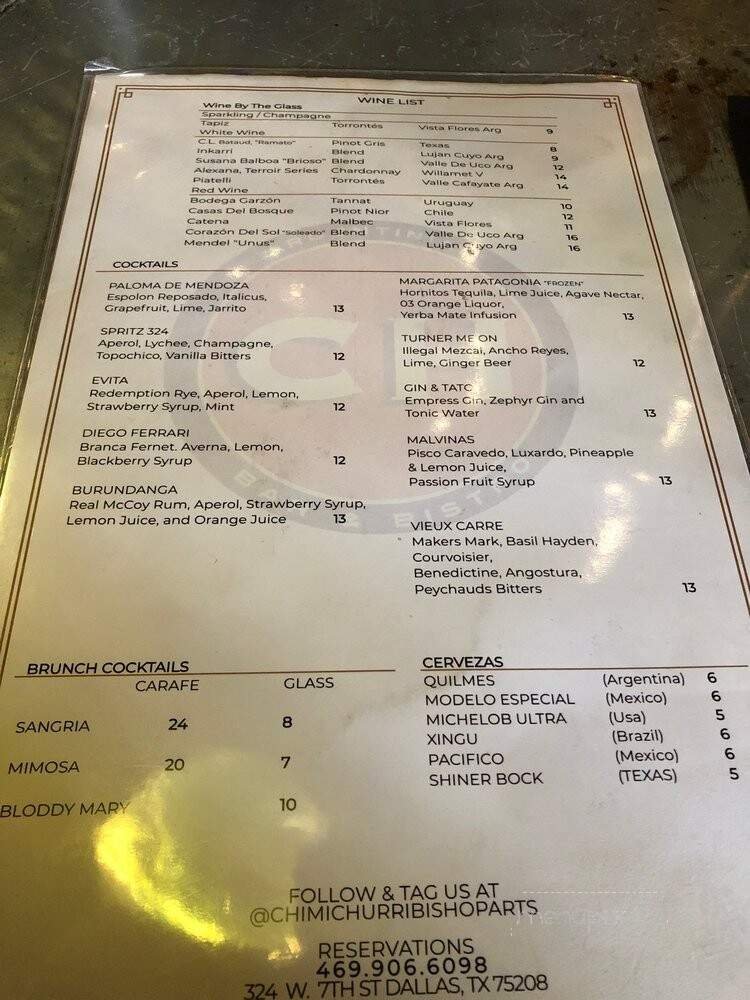 WINE LIST
Wine By The Glass
Sparkling / Champagne
Tapiz Torrontés Vista Flores Arg 9
White Wine
C.L. Bataud, "Ramato" Pinot Gris Texas 8
Inkarri Blend Lujan Cuyo Arg 9
Susana Balboa "Brioso" Blend Valle De Uco Arg 12
Alexana, Terroir Series Chardonnay Willamet V 14
Piatelli Torrontés Valle Cafayate Arg 14
Red Wine
Bodega Garzón Tannat Uruguay 10
Casas Del Bosque Pinot Nior Chile 12
Catena Malbec Vista Flores 11
Corazón Del Sol "Soleado" Blend Valle De Uco Arg 16
Mendel "Unus" Blend Lujan Cuyo Arg 16
COCKTAILS
PALOMA DE MENDOZA
Espolon Reposado, Italicus,
Grapefruit, Lime, Jarrito 13
SPRITZ 324
Aperol, Lychee, Champagne,
Topochico, Vanilla Bitters 12
EVITA
Redemption Rye, Aperol, Lemon,
Strawberry Syrup, Mint 12
DIEGO FERRARI
Branca Fernet. Averna, Lemon,
Blackberry Syrup 12
BURUNDANGA
Real McCoy Rum, Aperol, Strawberry Syrup,
Lemon Juice, and Orange Juice 13
MARGARITA PATAGONIA "FROZEN"
Hornitos Tequila, Lime Juice, Agave Nectar,
03 Orange Liquor,
Yerba Mate Infusion 13
TURNER ME ON
Illegal Mezcal, Ancho Reyes,
Lime, Ginger Beer 12
GIN & TATO
Empress Gin, Zephyr Gin and
Tonic Water 13
MALVINAS
Pisco Caravedo, Luxardo, Pineapple
& Lemon Juice,
Passion Fruit Syrup 13
VIEUX CARRE
Makers Mark, Basil Hayden,
Courvoisier,
Benedictine, Angostura,
Peychauds Bitters 13
BRUNCH COCKTAILS
CARAFE GLASS
SANGRIA 24 8
MIMOSA 20 7
BLODDY MARY 10
CERVEZAS
QUILMES (Argentina) 6
MODELO ESPECIAL (Mexico) 6
MICHELOB ULTRA (Usa) 5
XINGU (Brazil) 6
PACIFICO (Mexico) 6
SHINER BOCK (TEXAS) 5
FOLLOW & TAG US AT
@CHIMICHURRIBISHOPARTS
RESERVATIONS
469.906.6098
324 W. 7TH ST DALLAS, TX 75208